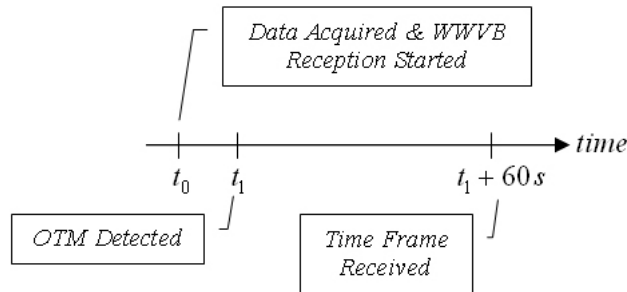 Data Acquired & WWVB
Reception Started
time
t₀
t₁
t₁ + 60 s
OTM Detected
Time Frame
Received